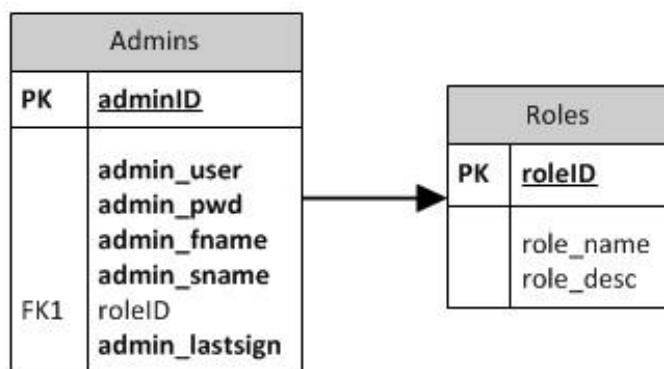 Admins
PK adminID
admin_user
admin_pwd
admin_fname
admin_sname
FK1 roleID
admin_lastsign
Roles
PK roleID
role_name
role_desc